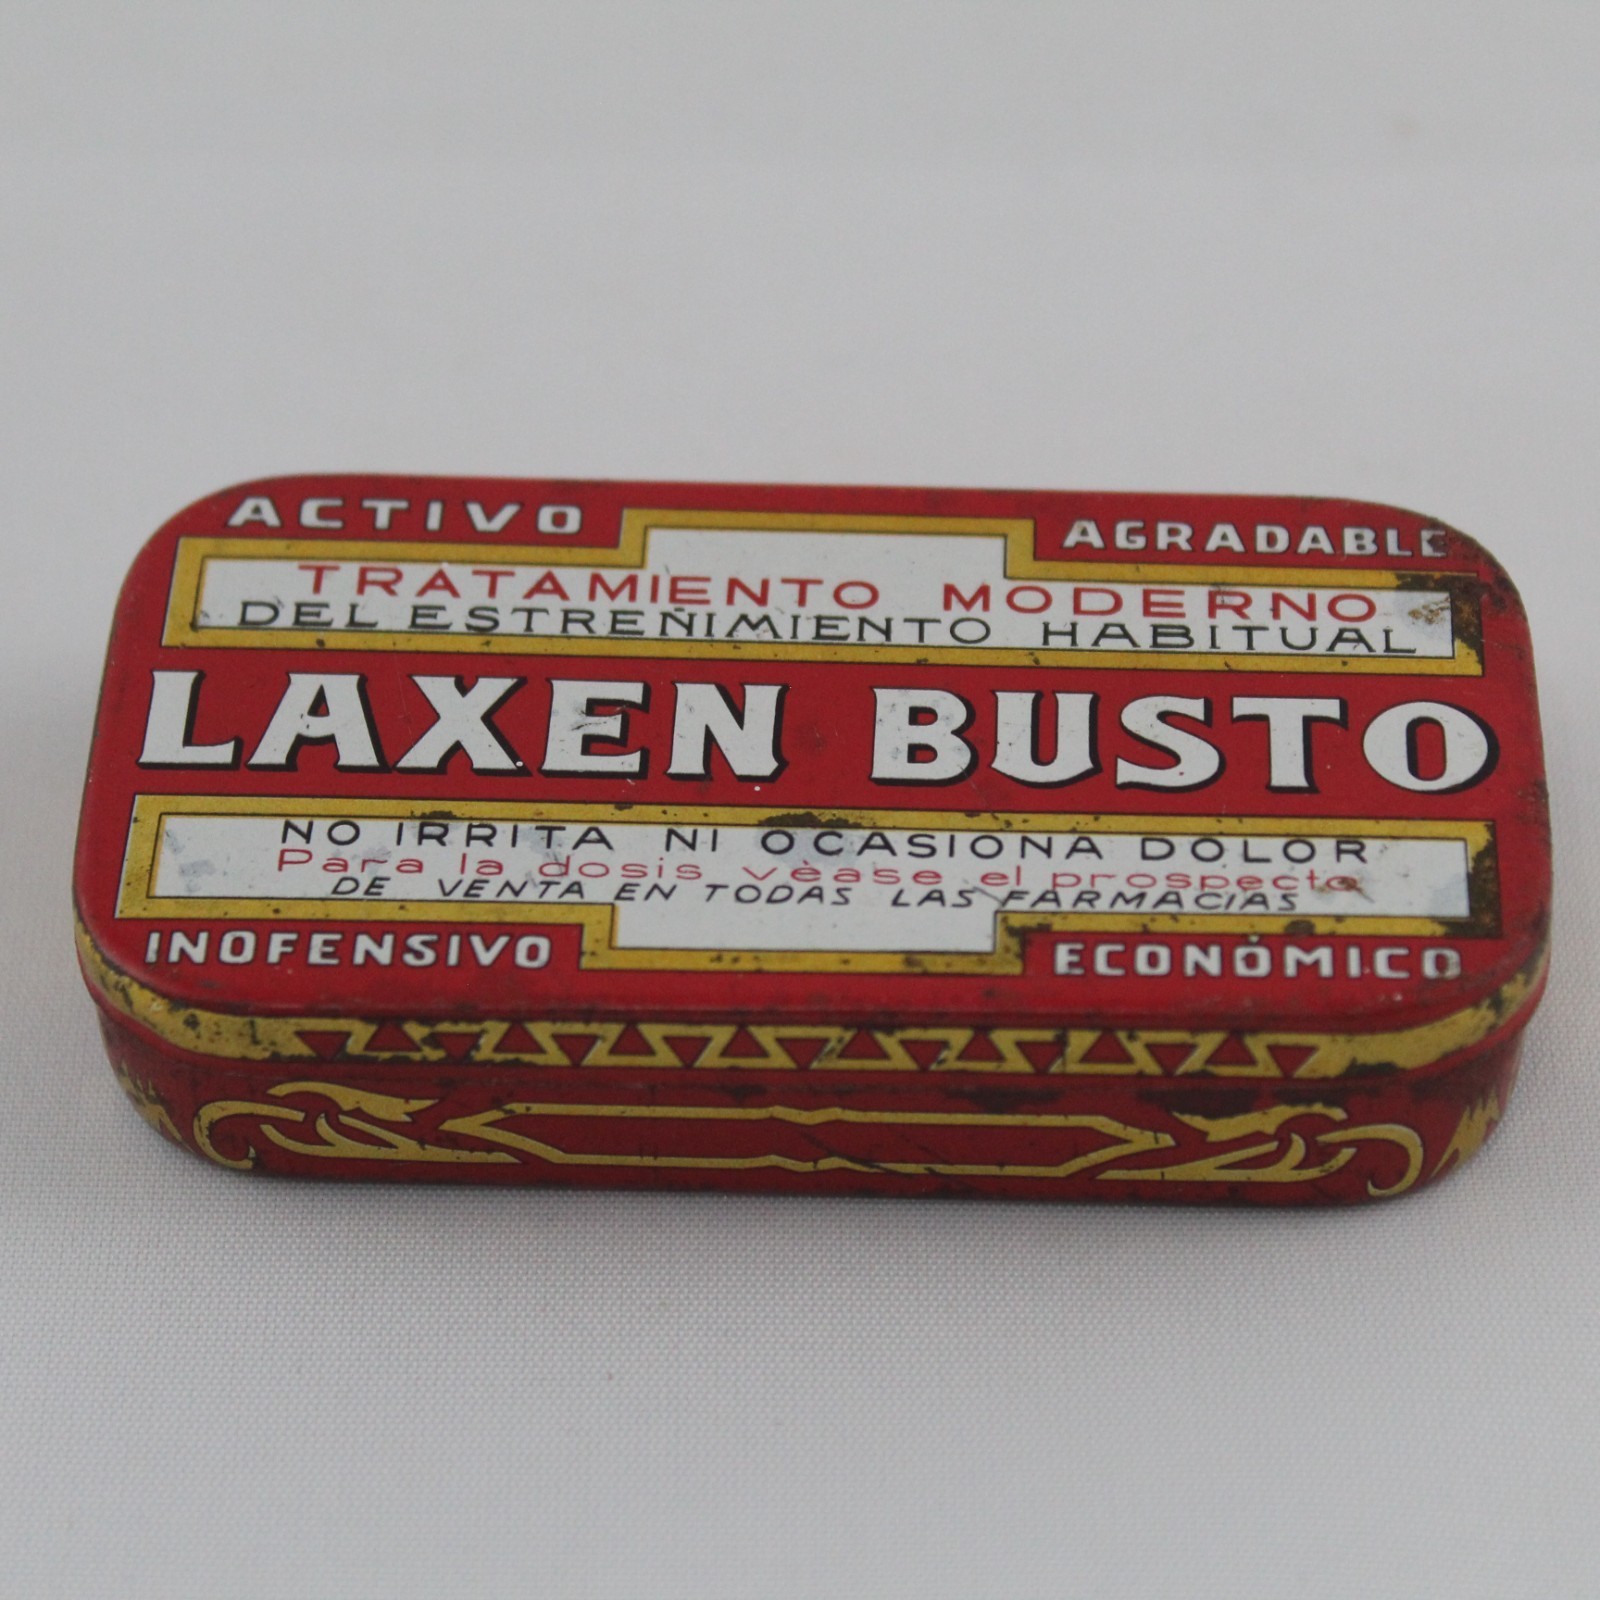 ACTIVO
AGRADABLE
TRATAMIENTO MODERNO
DEL ESTREÑIMIENTO HABITUAL
LAXEN BUSTO
NO IRRITA NI OCASIONA DOLOR
Para la dosis vèase el prospecto
DE VENTA EN TODAS LAS FARMACIAS
INOFENSIVO
ECONÓMICO